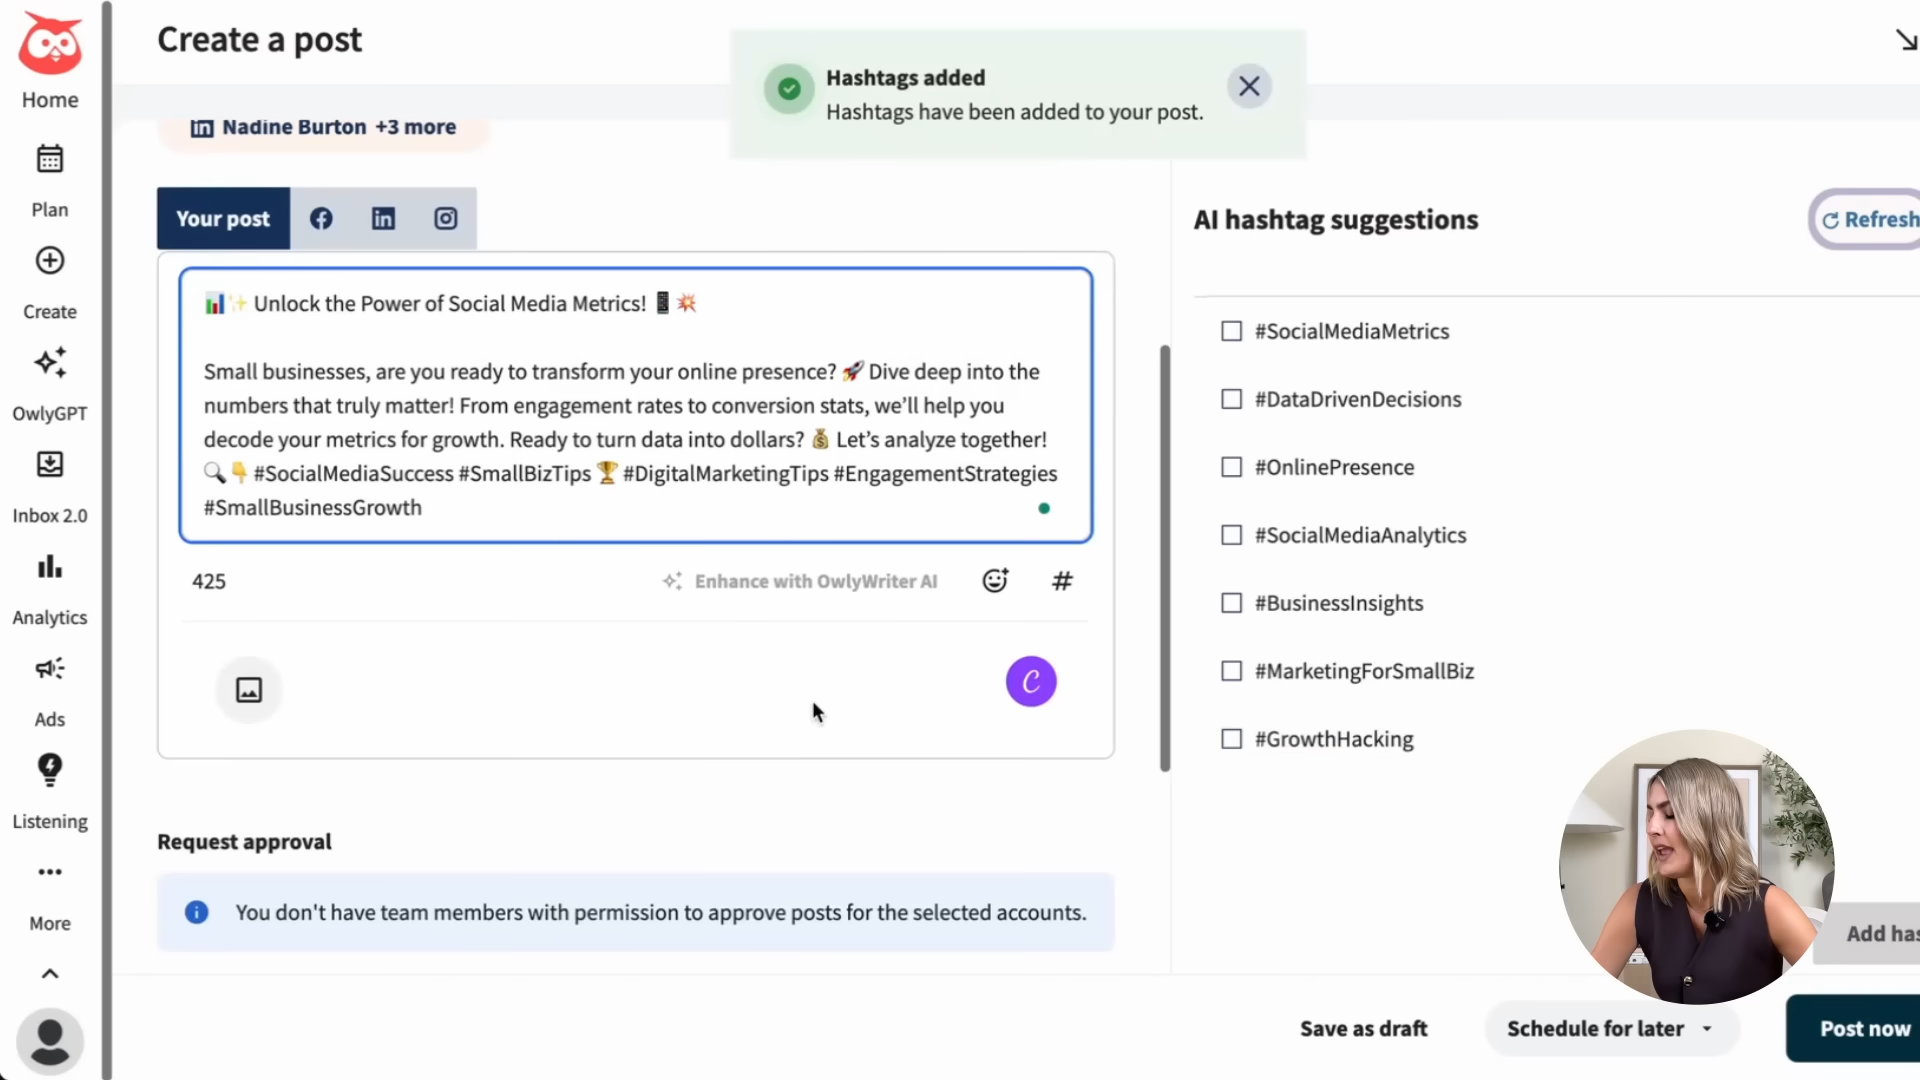 Create a post
Hashtags added
Hashtags have been added to your post.
Home
Plan
Create
OwlyGPT
Inbox 2.0
Analytics
Ads
Listening
More
in Nadine Burton +3 more
Your post
📊✨ Unlock the Power of Social Media Metrics! 📱💥
Small businesses, are you ready to transform your online presence? 🚀 Dive deep into the
numbers that truly matter! From engagement rates to conversion stats, we’ll help you
decode your metrics for growth. Ready to turn data into dollars? 💰 Let’s analyze together!
🔍👇 #SocialMediaSuccess #SmallBizTips 🏆 #DigitalMarketingTips #EngagementStrategies
#SmallBusinessGrowth
425
Enhance with OwlyWriter AI
#
Request approval
You don't have team members with permission to approve posts for the selected accounts.
AI hashtag suggestions
Refresh
#SocialMediaMetrics
#DataDrivenDecisions
#OnlinePresence
#SocialMediaAnalytics
#BusinessInsights
#MarketingForSmallBiz
#GrowthHacking
Add has
Save as draft
Schedule for later
Post now